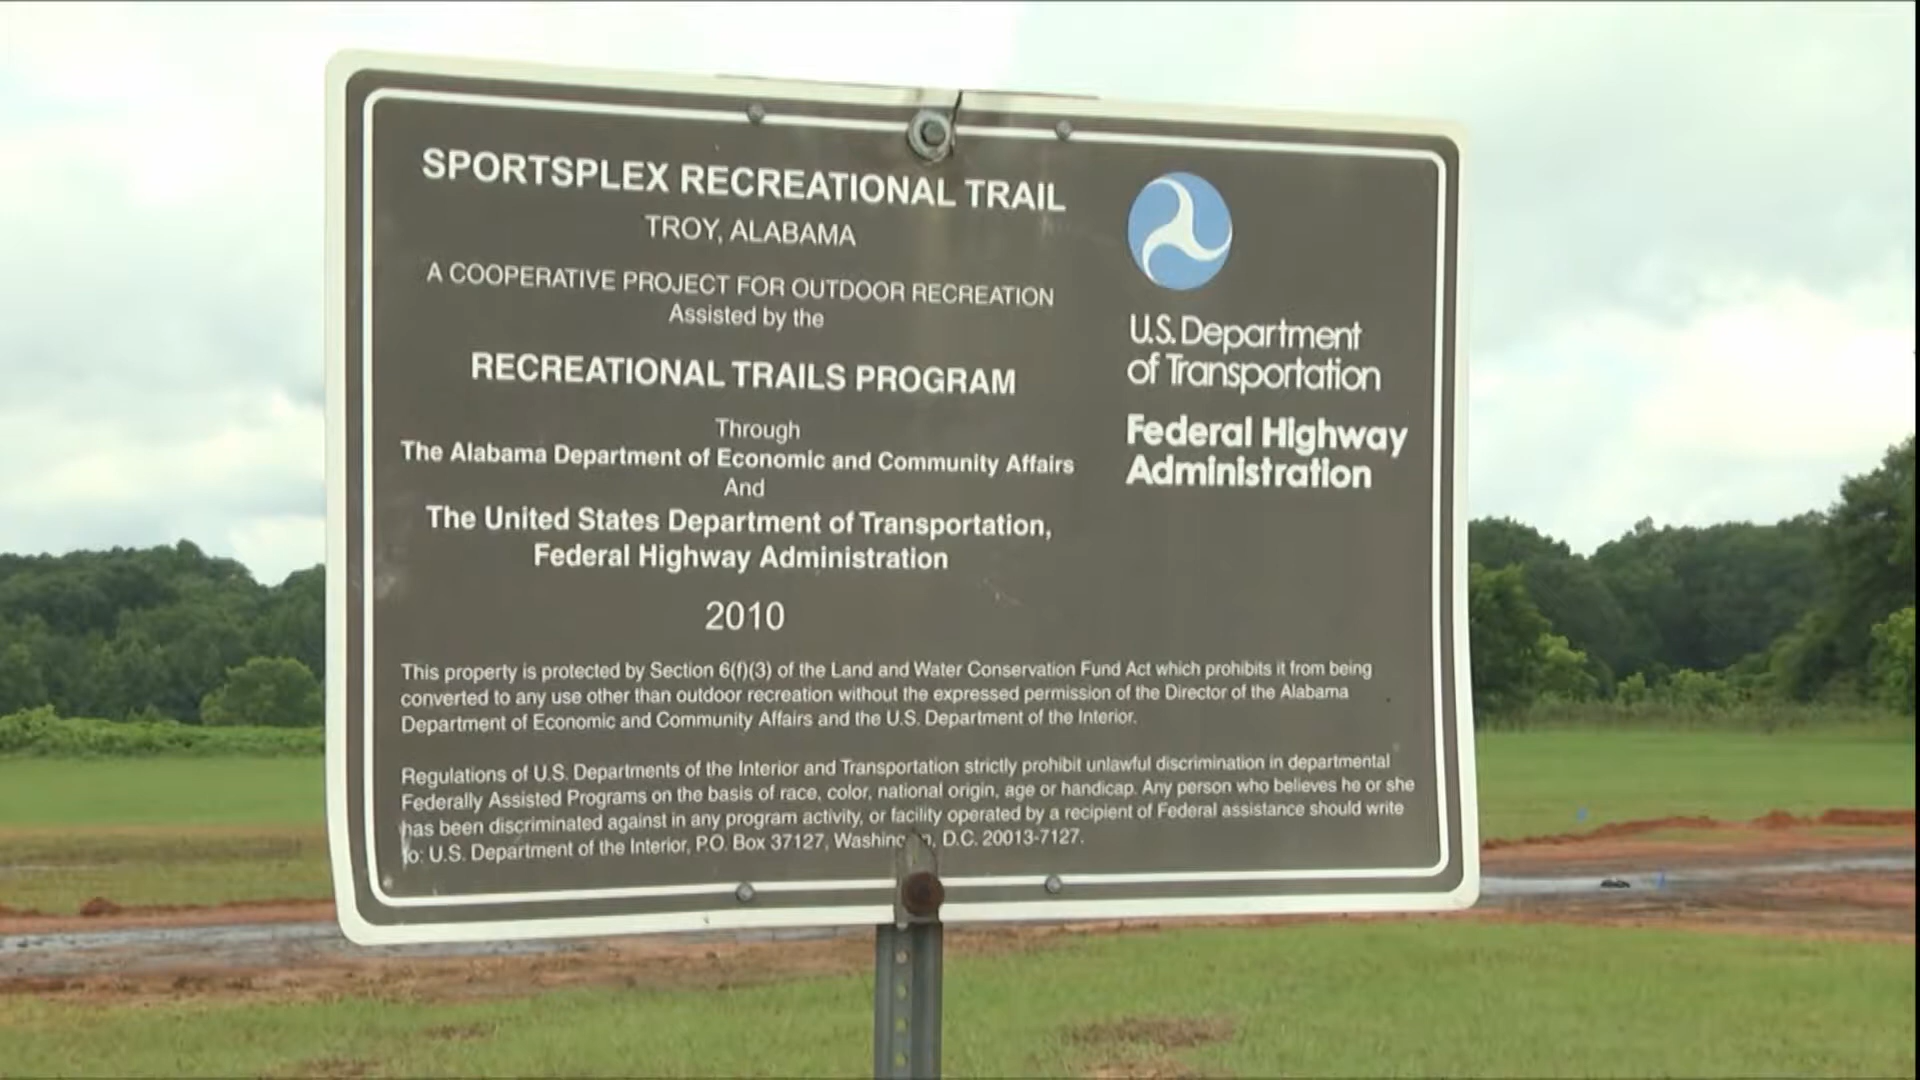 SPORTSPLEX RECREATIONAL TRAIL
TROY, ALABAMA
A COOPERATIVE PROJECT FOR OUTDOOR RECREATION
Assisted by the
RECREATIONAL TRAILS PROGRAM
Through
The Alabama Department of Economic and Community Affairs
And
The United States Department of Transportation,
Federal Highway Administration
2010
U.S. Department
of Transportation
Federal Highway
Administration
This property is protected by Section 6(f)(3) of the Land and Water Conservation Fund Act which prohibits it from being
converted to any use other than outdoor recreation without the expressed permission of the Director of the Alabama
Department of Economic and Community Affairs and the U.S. Department of the Interior.
Regulations of U.S. Departments of the Interior and Transportation strictly prohibit unlawful discrimination in departmental
Federally Assisted Programs on the basis of race, color, national origin, age or handicap. Any person who believes he or she
has been discriminated against in any program activity, or facility operated by a recipient of Federal assistance should write
to: U.S. Department of the Interior, P.O. Box 37127, Washington, D.C. 20013-7127.